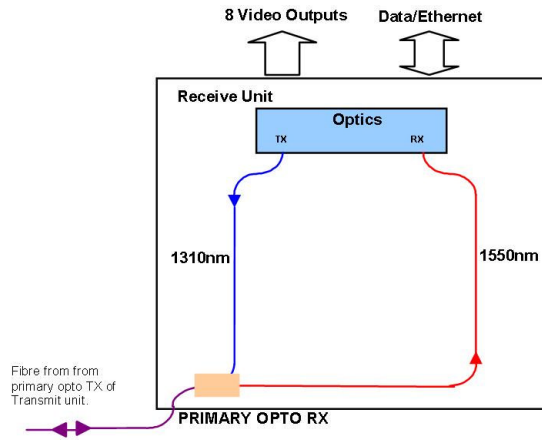 8 Video Outputs
Data/Ethernet
Receive Unit
Optics
TX
RX
1310nm
1550nm
Fibre from from
primary opto TX of
Transmit unit.
PRIMARY OPTO RX